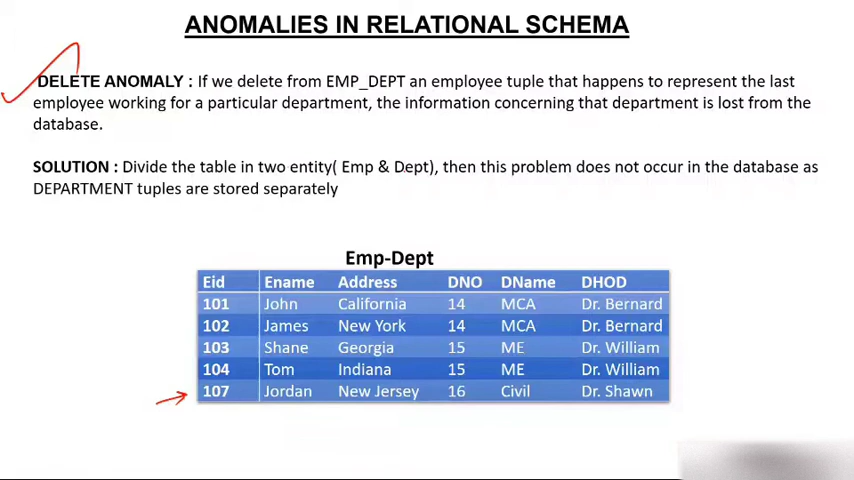 ANOMALIES IN RELATIONAL SCHEMA
DELETE ANOMALY : If we delete from EMP_DEPT an employee tuple that happens to represent the last
employee working for a particular department, the information concerning that department is lost from the
database.
SOLUTION : Divide the table in two entity( Emp & Dept), then this problem does not occur in the database as
DEPARTMENT tuples are stored separately
Emp-Dept
Eid Ename Address DNO DName DHOD
101 John California 14 MCA Dr. Bernard
102 James New York 14 MCA Dr. Bernard
103 Shane Georgia 15 ME Dr. William
104 Tom Indiana 15 ME Dr. William
107 Jordan New Jersey 16 Civil Dr. Shawn